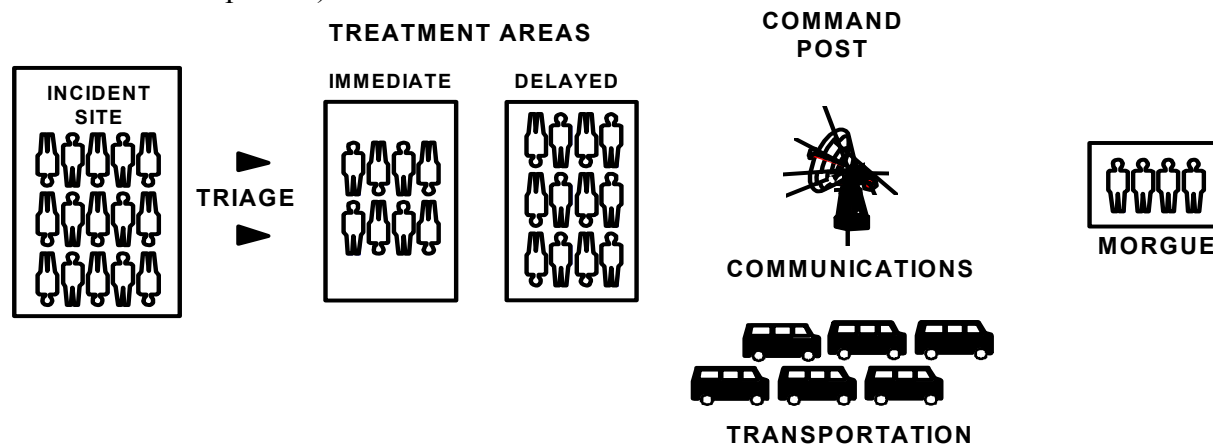 TREATMENT AREAS
COMMAND
POST
INCIDENT
SITE
IMMEDIATE
DELAYED
TRIAGE
MORGUE
COMMUNICATIONS
TRANSPORTATION